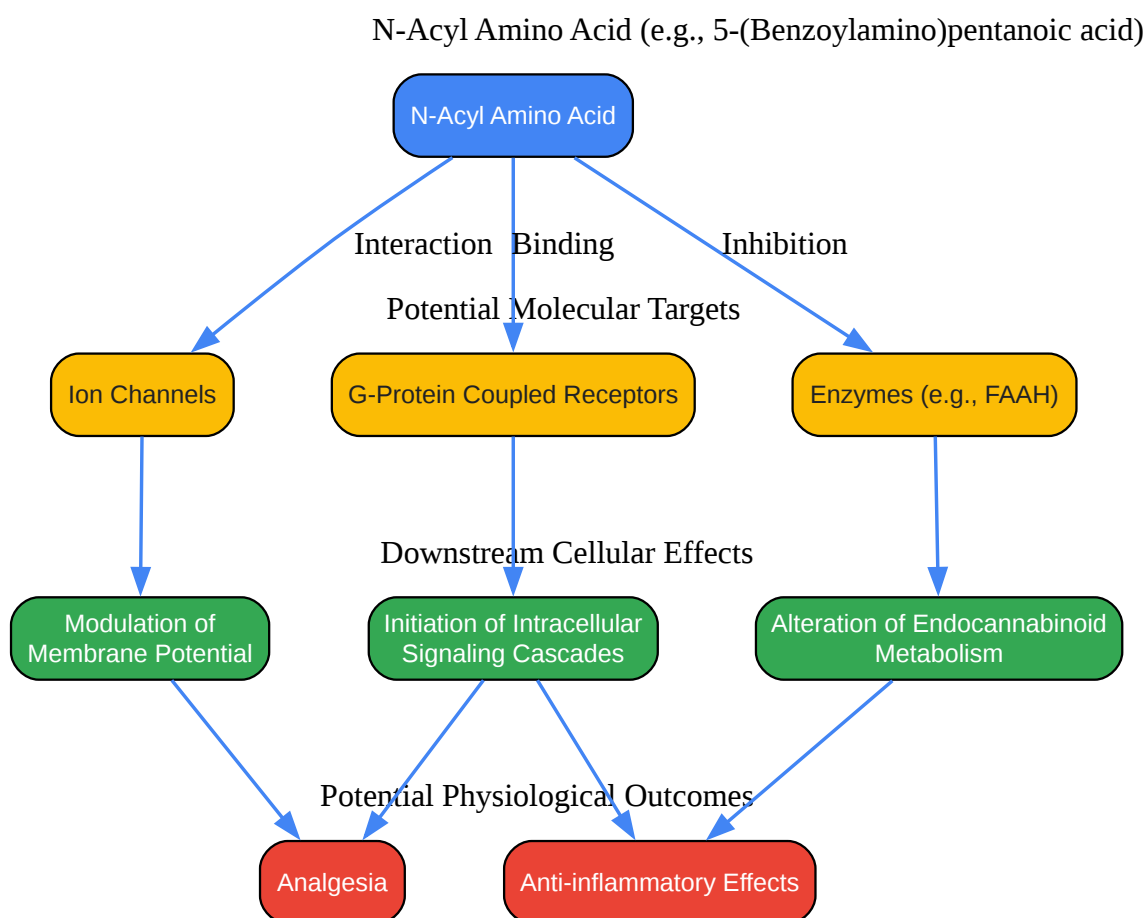 N-Acyl Amino Acid (e.g., 5-(Benzoylamino)pentanoic acid)
N-Acyl Amino Acid
Interaction
Binding
Inhibition
Potential Molecular Targets
Ion Channels
G-Protein Coupled Receptors
Enzymes (e.g., FAAH)
Downstream Cellular Effects
Modulation of
Membrane Potential
Initiation of Intracellular
Signaling Cascades
Alteration of Endocannabinoid
Metabolism
Potential Physiological Outcomes
Analgesia
Anti-inflammatory Effects